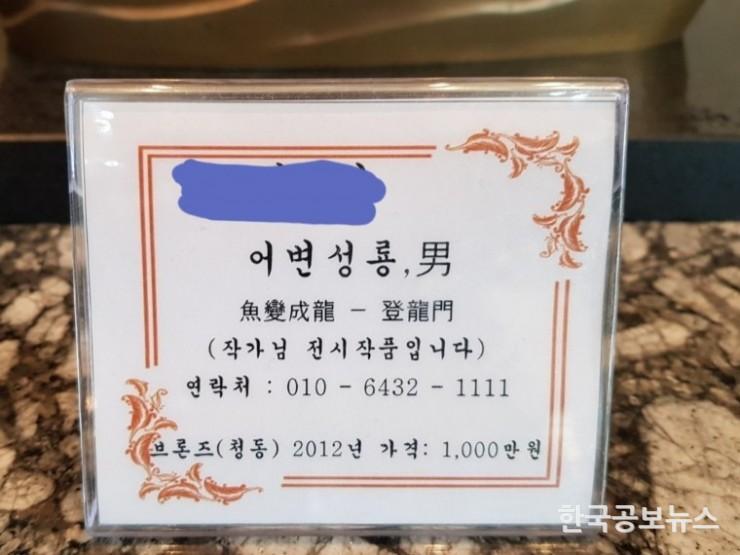 어변성룡,男
魚變成龍 - 登龍門
(작가님 전시작품입니다)
연락처 : 010 - 6432 - 1111
브론즈(청동) 2012년 가격: 1,000만원
한국공보뉴스